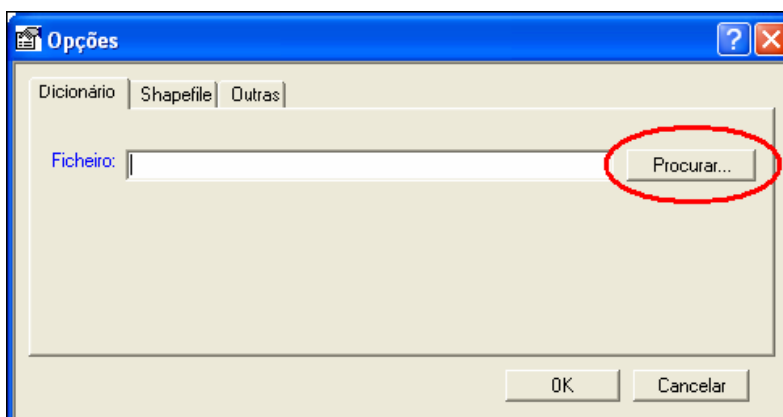 Opções
Dicionário Shapefile Outras
Ficheiro: Procurar...
OK Cancelar